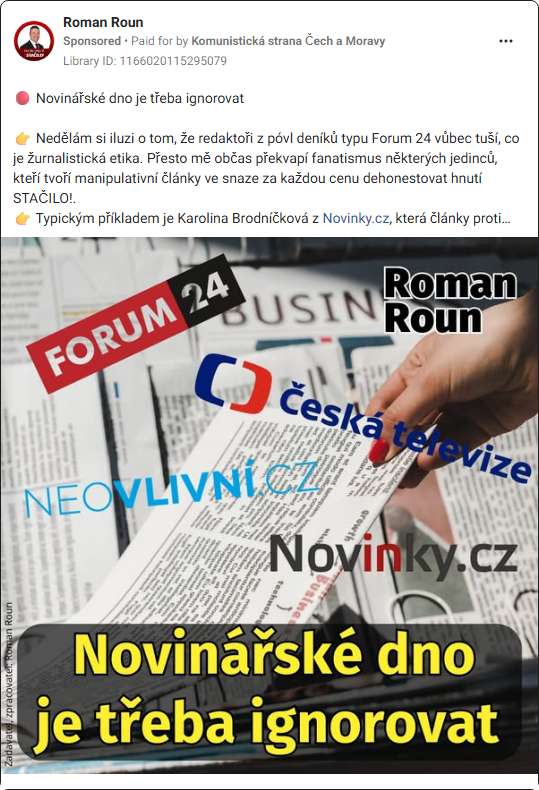 Roman Roun
Sponsored • Paid for by Komunistická strana Čech a Moravy
Library ID: 1166020115295079
Novinářské dno je třeba ignorovat
👉 Nedělám si iluzi o tom, že redaktoři z póvl deníků typu Forum 24 vůbec tuší, co
je žurnalistická etika. Přesto mě občas překvapí fanatismus některých jedinců,
kteří tvoří manipulativní články ve snaze za každou cenu dehonestovat hnutí
STAČILO!.
👉 Typickým příkladem je Karolina Brodníčková z Novinky.cz, která články proti...
Roman
Roun
BUSIN
FORUM 24
Česká televize
NEOVLIVNÍ.CZ
Novinky.cz
Novinářské dno
je třeba ignorovat
Zadavatel, zpracovatel: Roman Roun